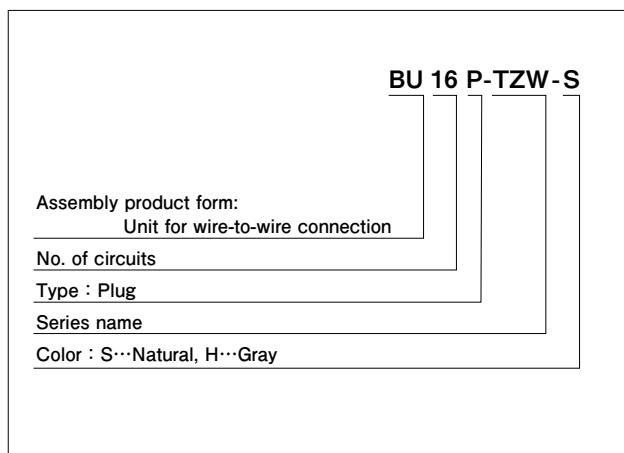 BU 16 P-TZW-S
Assembly product form:
Unit for wire-to-wire connection
No. of circuits
Type：Plug
Series name
Color：S…Natural, H…Gray